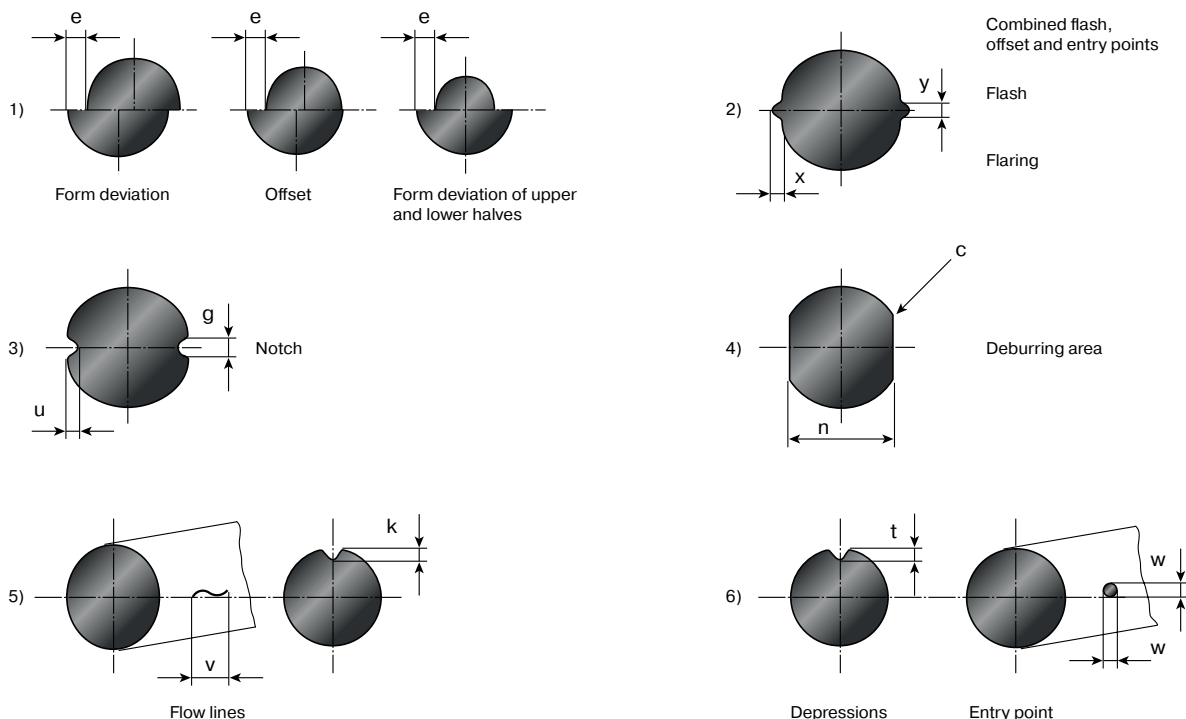 e
e
e
1)
Form deviation
Offset
Form deviation of upper
and lower halves
Combined flash,
offset and entry points
y
Flash
2)
Flaring
x
g
3)
Notch
u
c
4)
Deburring area
n
k
5)
v
Flow lines
t
w
6)
w
Depressions
Entry point